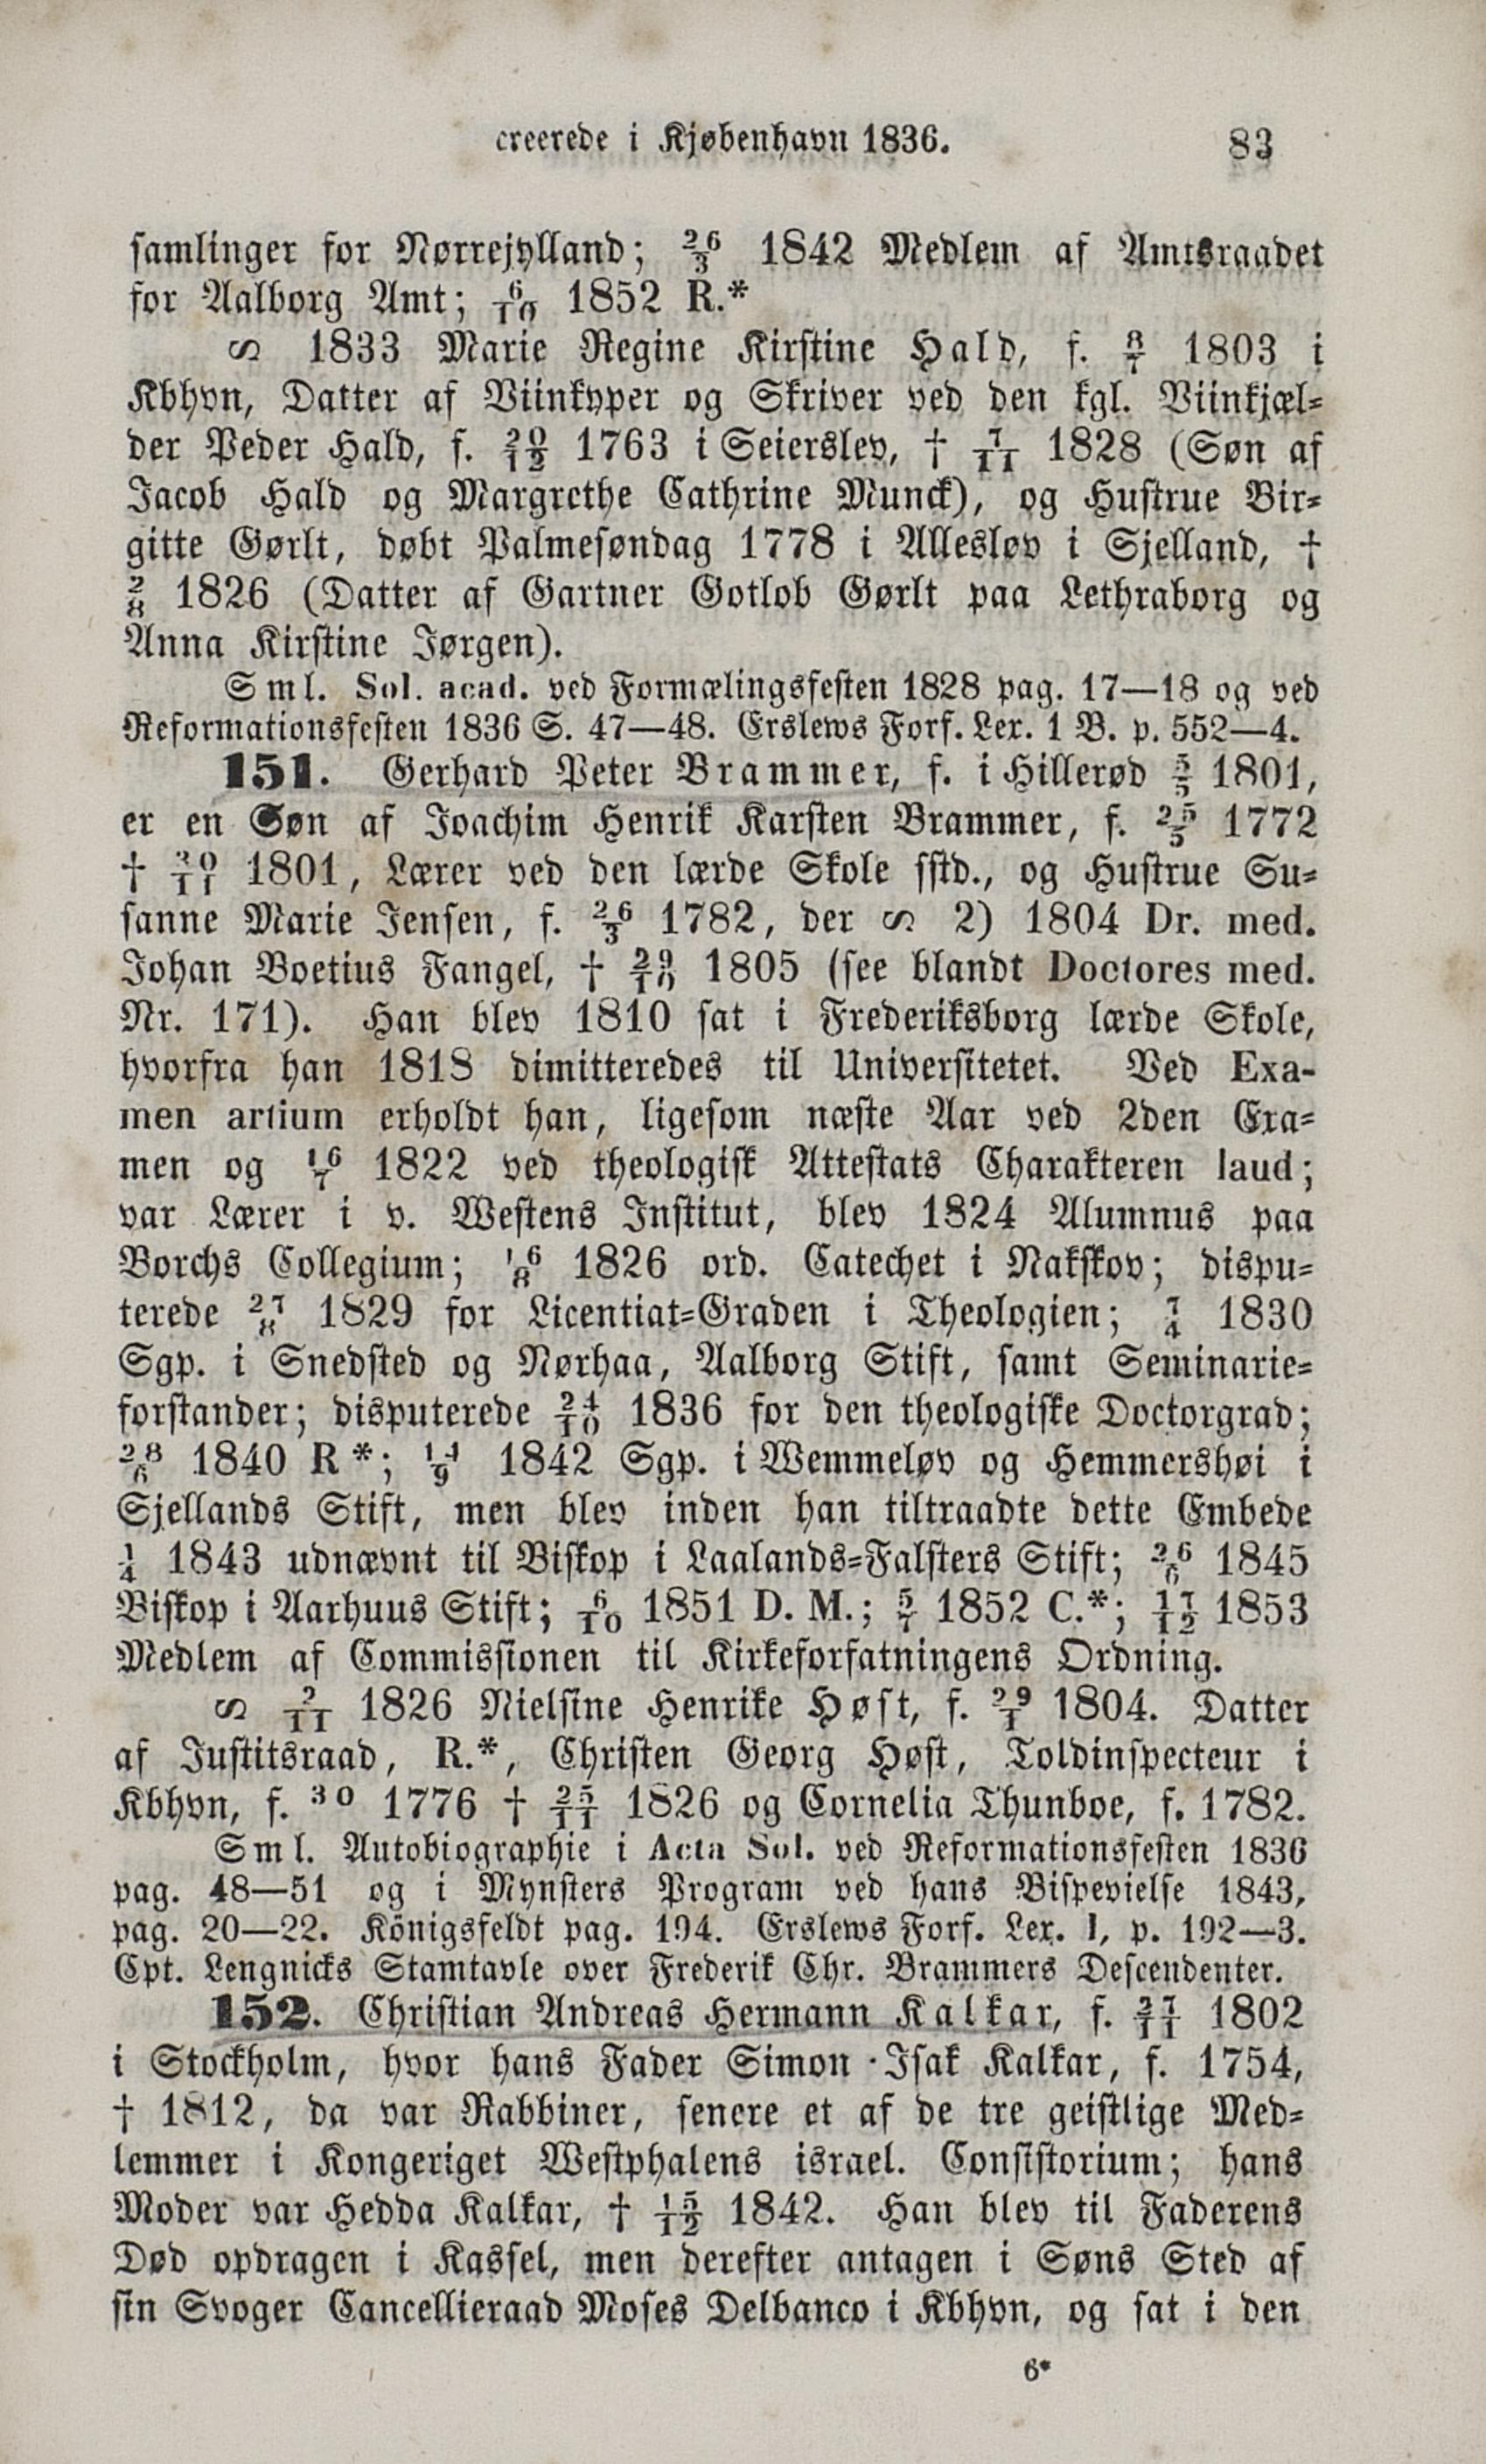 creerede i Kjøbenhavn 1836. 83
samlinger for Nørrejylland; 26/3 1842 Medlem af Amtsraadet
for Aalborg Amt; 6/10 1852 R.*
∽ 1833 Marie Regine Kirstine Hald, f. 8/7 1803 i
Kbhvn, Datter af Viinkyper og Skriver ved den kgl. Viinkjæl-
der Peder Hald, f. 20/12 1763 i Seierslev, † 7/11 1828 (Søn af
Jacob Hald og Margrethe Cathrine Munck), og Hustrue Bir-
gitte Gørlt, døbt Palmesøndag 1778 i Allesløv i Sjelland, †
2/8 1826 (Datter af Gartner Gotlob Gørlt paa Lethraborg og
Anna Kirstine Jørgen).
Sml. Sol. acad. ved Formælingsfesten 1828 pag. 17—18 og ved
Reformationsfesten 1836 S. 47—48. Erslews Forf. Lex. 1 B. p. 552—4.
151. Gerhard Peter Brammer, f. i Hillerød 5/5 1801,
er en Søn af Joachim Henrik Karsten Brammer, f. 25/5 1772
† 30/11 1801, Lærer ved den lærde Skole sstd., og Hustrue Su-
sanne Marie Jensen, f. 26/3 1782, der ∽ 2) 1804 Dr. med.
Johan Boetius Fangel, † 29/10 1805 (see blandt Doctores med.
Nr. 171). Han blev 1810 sat i Frederiksborg lærde Skole,
hvorfra han 1818 dimitteredes til Universitetet. Ved Exa-
men artium erholdt han, ligesom næste Aar ved 2den Exa-
men og 16/7 1822 ved theologisk Attestats Charakteren laud;
var Lærer i v. Westens Institut, blev 1824 Alumnus paa
Borchs Collegium; 16/8 1826 ord. Catechet i Nakskov; dispu-
terede 27/8 1829 for Licentiat-Graden i Theologien; 7/4 1830
Sgp. i Snedsted og Nørhaa, Aalborg Stift, samt Seminarie-
forstander; disputerede 24/10 1836 for den theologiske Doctorgrad;
28/6 1840 R*; 14/9 1842 Sgp. i Wemmeløv og Hemmershøi i
Sjellands Stift, men blev inden han tiltraadte dette Embede
1/4 1843 udnævnt til Biskop i Laalands-Falsters Stift; 26/6 1845
Biskop i Aarhuus Stift; 6/10 1851 D. M.; 5/7 1852 C.*; 17/12 1853
Medlem af Commissionen til Kirkeforfatningens Ordning.
∽ 2/11 1826 Nielsine Henrike Høst, f. 29/1 1804. Datter
af Justitsraad, R.*, Christen Georg Høst, Toldinspecteur i
Kbhvn, f. 30 1776 † 25/11 1826 og Cornelia Thunboe, f. 1782.
Sml. Autobiographie i Acta Sol. ved Reformationsfesten 1836
pag. 48—51 og i Mynsters Program ved hans Bispevielse 1843,
pag. 20—22. Königsfeldt pag. 194. Erslews Forf. Lex. 1, p. 192—3.
Cpt. Lengnicks Stamtavle over Frederik Chr. Brammers Descendenter.
152. Christian Andreas Hermann Kalkar, f. 27/11 1802
i Stockholm, hvor hans Fader Simon Isak Kalkar, f. 1754,
† 1812, da var Rabbiner, senere et af de tre geistlige Med-
lemmer i Kongeriget Westphalens israel. Consistorium; hans
Moder var Hedda Kalkar, † 15/12 1842. Han blev til Faderens
Død opdragen i Kassel, men derefter antagen i Søns Sted af
sin Svoger Cancellieraad Moses Delbanco i Kbhvn, og sat i den
6*